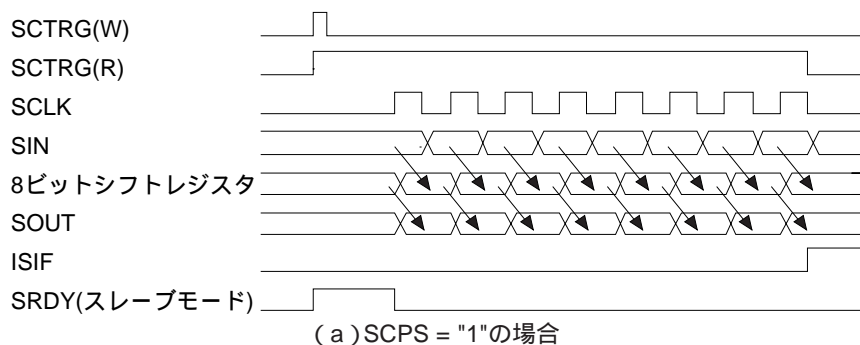 SCTRG(W)
SCTRG(R)
SCLK
SIN
8ビットシフトレジスタ
SOUT
ISIF
SRDY(スレーブモード)
(a)SCPS = "1"の場合